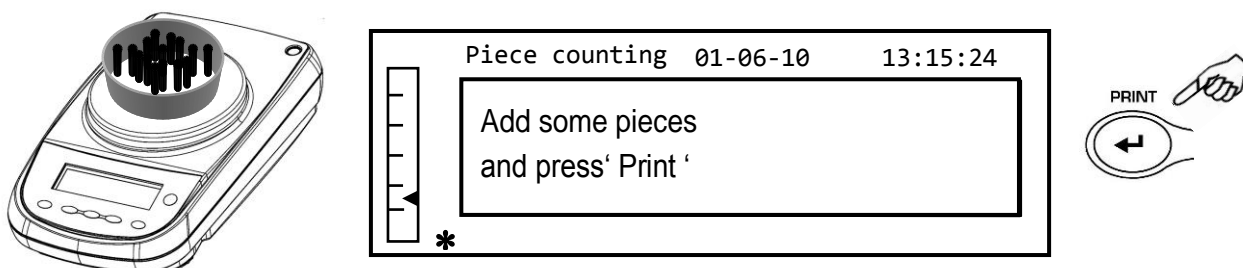 Piece counting 01-06-10 13:15:24
Add some pieces
and press‘ Print ‘
*
PRINT